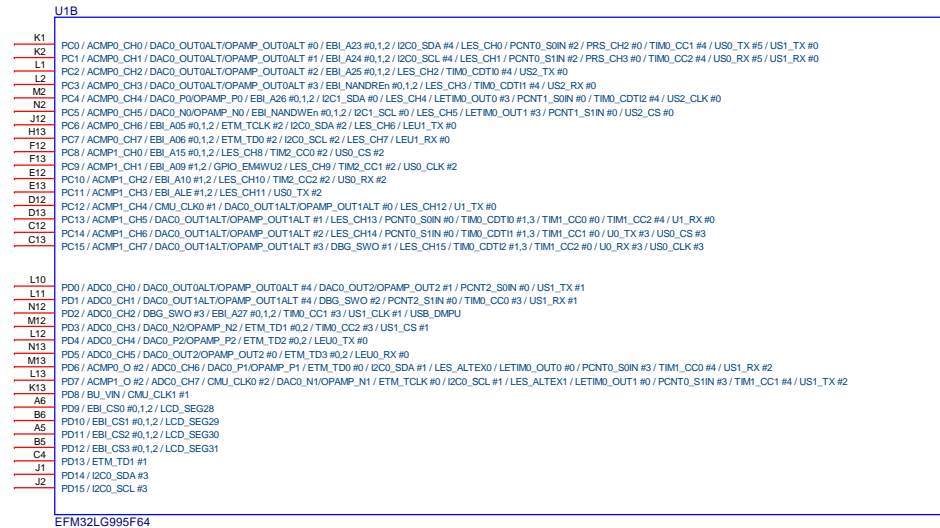 U1B
K1 PC0 / ACMP0_CH0 / DAC0_OUT0ALT/OPAMP_OUT0ALT #0 / EBI_A23 #0,1,2 / I2C0_SDA #4 / LES_CH0 / PCNT0_S0IN #2 / PRS_CH2 #0 / TIM0_CC1 #4 / US0_TX #5 / US1_TX #0
K2 PC1 / ACMP0_CH1 / DAC0_OUT0ALT/OPAMP_OUT0ALT #1 / EBI_A24 #0,1,2 / I2C0_SCL #4 / LES_CH1 / PCNT0_S1IN #2 / PRS_CH3 #0 / TIM0_CC2 #4 / US0_RX #5 / US1_RX #0
L1 PC2 / ACMP0_CH2 / DAC0_OUT0ALT/OPAMP_OUT0ALT #2 / EBI_A25 #0,1,2 / LES_CH2 / TIM0_CDTI0 #4 / US2_TX #0
L2 PC3 / ACMP0_CH3 / DAC0_OUT0ALT/OPAMP_OUT0ALT #3 / EBI_NANDREn #0,1,2 / LES_CH3 / TIM0_CDTI1 #4 / US2_RX #0
M2 PC4 / ACMP0_CH4 / DAC0_P0/OPAMP_P0 / EBI_A26 #0,1,2 / I2C1_SDA #0 / LES_CH4 / LETIM0_OUT0 #3 / PCNT1_S0IN #0 / TIM0_CDTI2 #4 / US2_CLK #0
N2 PC5 / ACMP0_CH5 / DAC0_N0/OPAMP_N0 / EBI_NANDWEn #0,1,2 / I2C1_SCL #0 / LES_CH5 / LETIM0_OUT1 #3 / PCNT1_S1IN #0 / US2_CS #0
J12 PC6 / ACMP0_CH6 / EBI_A05 #0,1,2 / ETM_TCLK #2 / I2C0_SDA #2 / LES_CH6 / LEU1_TX #0
H13 PC7 / ACMP0_CH7 / EBI_A06 #0,1,2 / ETM_TD0 #2 / I2C0_SCL #2 / LES_CH7 / LEU1_RX #0
F12 PC8 / ACMP1_CH0 / EBI_A15 #0,1,2 / LES_CH8 / TIM2_CC0 #2 / US0_CS #2
F13 PC9 / ACMP1_CH1 / EBI_A09 #1,2 / GPIO_EM4WU2 / LES_CH9 / TIM2_CC1 #2 / US0_CLK #2
E12 PC10 / ACMP1_CH2 / EBI_A10 #1,2 / LES_CH10 / TIM2_CC2 #2 / US0_RX #2
E13 PC11 / ACMP1_CH3 / EBI_ALE #1,2 / LES_CH11 / US0_TX #2
D12 PC12 / ACMP1_CH4 / CMU_CLK0 #1 / DAC0_OUT1ALT/OPAMP_OUT1ALT #0 / LES_CH12 / U1_TX #0
D13 PC13 / ACMP1_CH5 / DAC0_OUT1ALT/OPAMP_OUT1ALT #1 / LES_CH13 / PCNT0_S0IN #0 / TIM0_CDTI0 #1,3 / TIM1_CC0 #0 / TIM1_CC2 #4 / U1_RX #0
C12 PC14 / ACMP1_CH6 / DAC0_OUT1ALT/OPAMP_OUT1ALT #2 / LES_CH14 / PCNT0_S1IN #0 / TIM0_CDTI1 #1,3 / TIM1_CC1 #0 / U0_TX #3 / US0_CS #3
C13 PC15 / ACMP1_CH7 / DAC0_OUT1ALT/OPAMP_OUT1ALT #3 / DBG_SWO #1 / LES_CH15 / TIM0_CDTI2 #1,3 / TIM1_CC2 #0 / U0_RX #3 / US0_CLK #3
L10 PD0 / ADC0_CH0 / DAC0_OUT0ALT/OPAMP_OUT0ALT #4 / DAC0_OUT2/OPAMP_OUT2 #1 / PCNT2_S0IN #0 / US1_TX #1
L11 PD1 / ADC0_CH1 / DAC0_OUT1ALT/OPAMP_OUT1ALT #4 / DBG_SWO #2 / PCNT2_S1IN #0 / TIM0_CC0 #3 / US1_RX #1
N12 PD2 / ADC0_CH2 / DBG_SWO #3 / EBI_A27 #0,1,2 / TIM0_CC1 #3 / US1_CLK #1 / USB_DMPU
M12 PD3 / ADC0_CH3 / DAC0_N2/OPAMP_N2 / ETM_TD1 #0,2 / TIM0_CC2 #3 / US1_CS #1
L12 PD4 / ADC0_CH4 / DAC0_P2/OPAMP_P2 / ETM_TD2 #0,2 / LEU0_TX #0
N13 PD5 / ADC0_CH5 / DAC0_OUT2/OPAMP_OUT2 #0 / ETM_TD3 #0,2 / LEU0_RX #0
M13 PD6 / ACMP0_O #2 / ADC0_CH6 / DAC0_P1/OPAMP_P1 / ETM_TD0 #0 / I2C0_SDA #1 / LES_ALTEX0 / LETIM0_OUT0 #0 / PCNT0_S0IN #3 / TIM1_CC0 #4 / US1_RX #2
L13 PD7 / ACMP1_O #2 / ADC0_CH7 / CMU_CLK0 #2 / DAC0_N1/OPAMP_N1 / ETM_TCLK #0 / I2C0_SCL #1 / LES_ALTEX1 / LETIM0_OUT1 #0 / PCNT0_S1IN #3 / TIM1_CC1 #4 / US1_TX #2
K13 PD8 / BU_VIN / CMU_CLK1 #1
A6 PD9 / EBI_CS0 #0,1,2 / LCD_SEG28
B6 PD10 / EBI_CS1 #0,1,2 / LCD_SEG29
A5 PD11 / EBI_CS2 #0,1,2 / LCD_SEG30
B5 PD12 / EBI_CS3 #0,1,2 / LCD_SEG31
C4 PD13 / ETM_TD1 #1
J1 PD14 / I2C0_SDA #3
J2 PD15 / I2C0_SCL #3
EFM32LG995F64